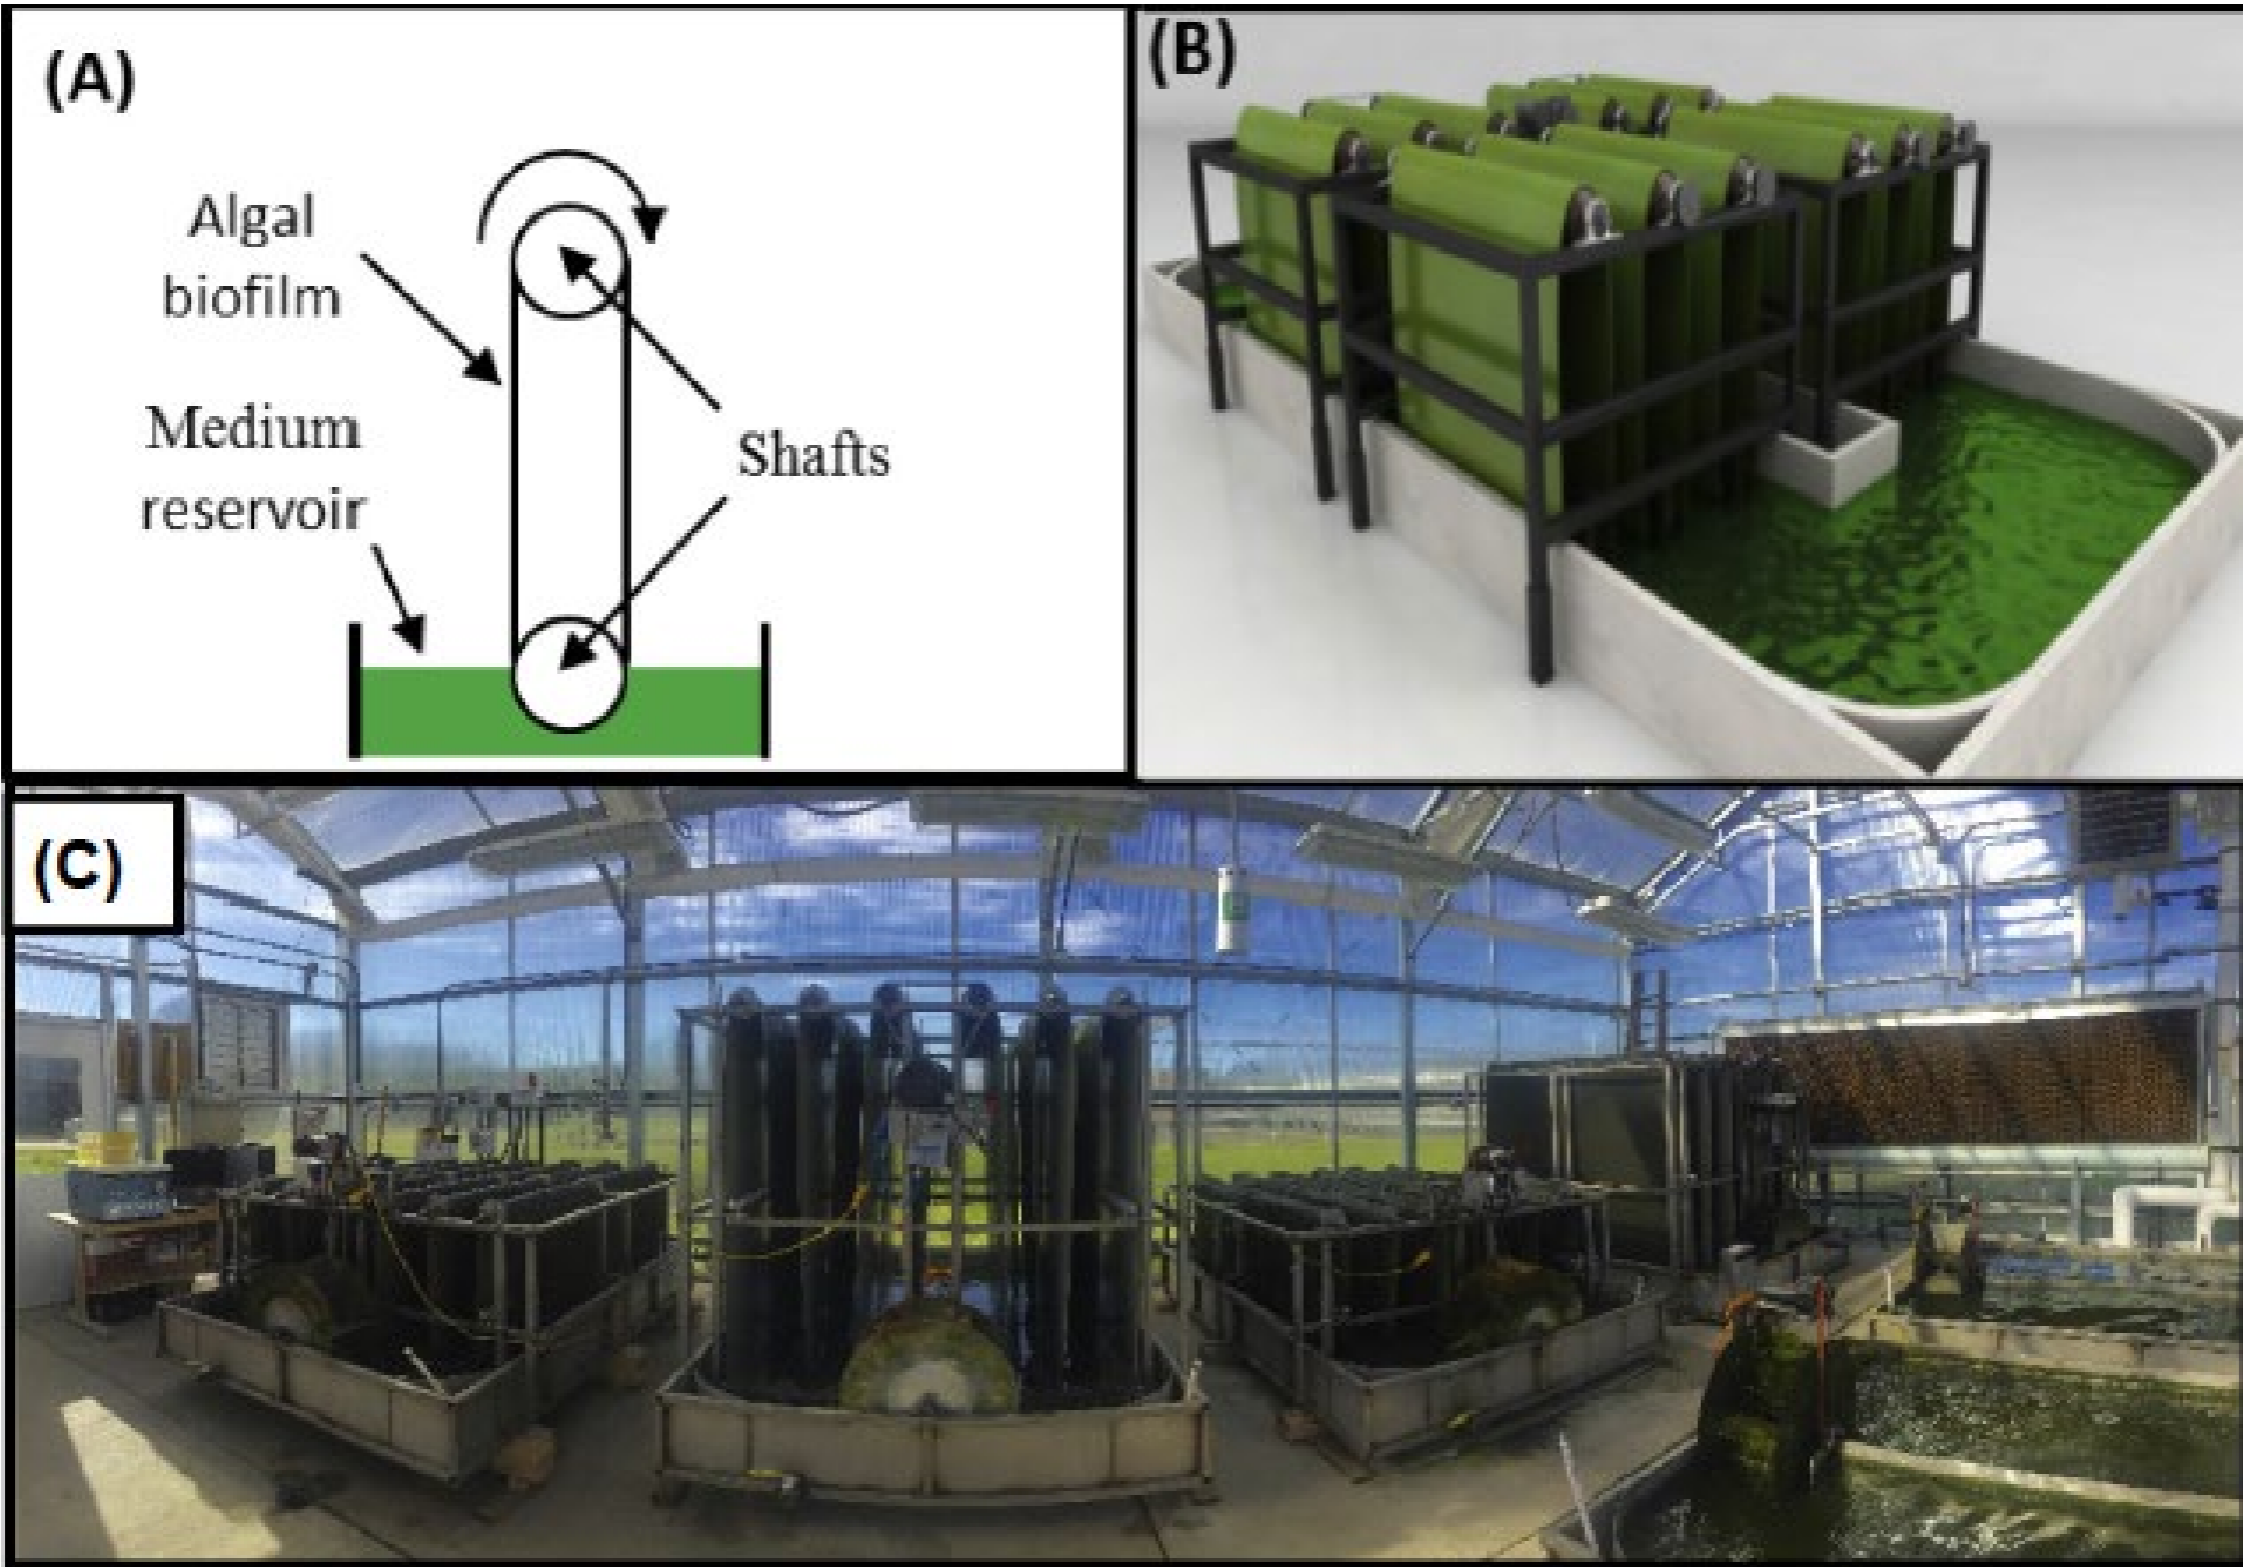 (A)
Algal
biofilm
Medium
reservoir
Shafts
(B)
(C)